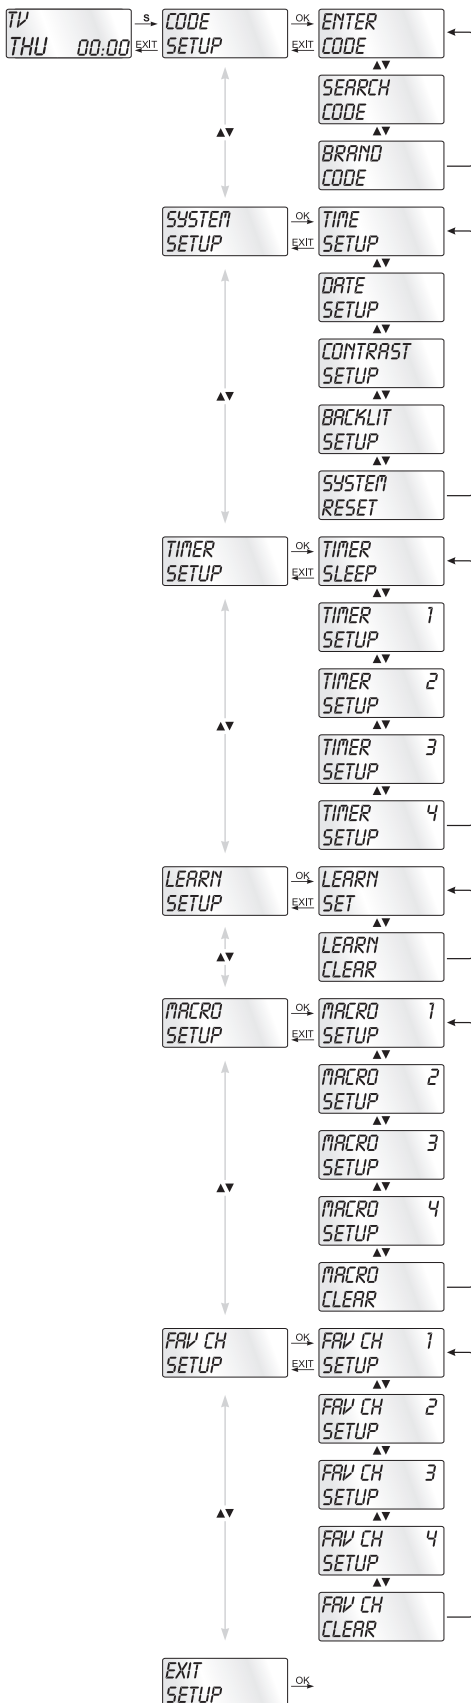 TV
THU 00:00
S
EXIT
CODE
SETUP
OK
EXIT
ENTER
CODE
▲▼
SEARCH
CODE
▲▼
▲▼
BRAND
CODE
SYSTEM
SETUP
OK
EXIT
TIME
SETUP
▲▼
DATE
SETUP
▲▼
CONTRAST
SETUP
▲▼
▲▼
BACKLIT
SETUP
▲▼
SYSTEM
RESET
TIMER
SETUP
OK
EXIT
TIMER
SLEEP
▲▼
TIMER 1
SETUP
▲▼
TIMER 2
SETUP
▲▼
▲▼
TIMER 3
SETUP
▲▼
TIMER 4
SETUP
LEARN
SETUP
OK
EXIT
LEARN
SET
▲▼
▲▼
LEARN
CLEAR
MACRO
SETUP
OK
EXIT
MACRO 1
SETUP
▲▼
MACRO 2
SETUP
▲▼
MACRO 3
SETUP
▲▼
▲▼
MACRO 4
SETUP
▲▼
MACRO
CLEAR
FAV CH
SETUP
OK
EXIT
FAV CH 1
SETUP
▲▼
FAV CH 2
SETUP
▲▼
FAV CH 3
SETUP
▲▼
▲▼
FAV CH 4
SETUP
▲▼
FAV CH
CLEAR
EXIT
SETUP
OK